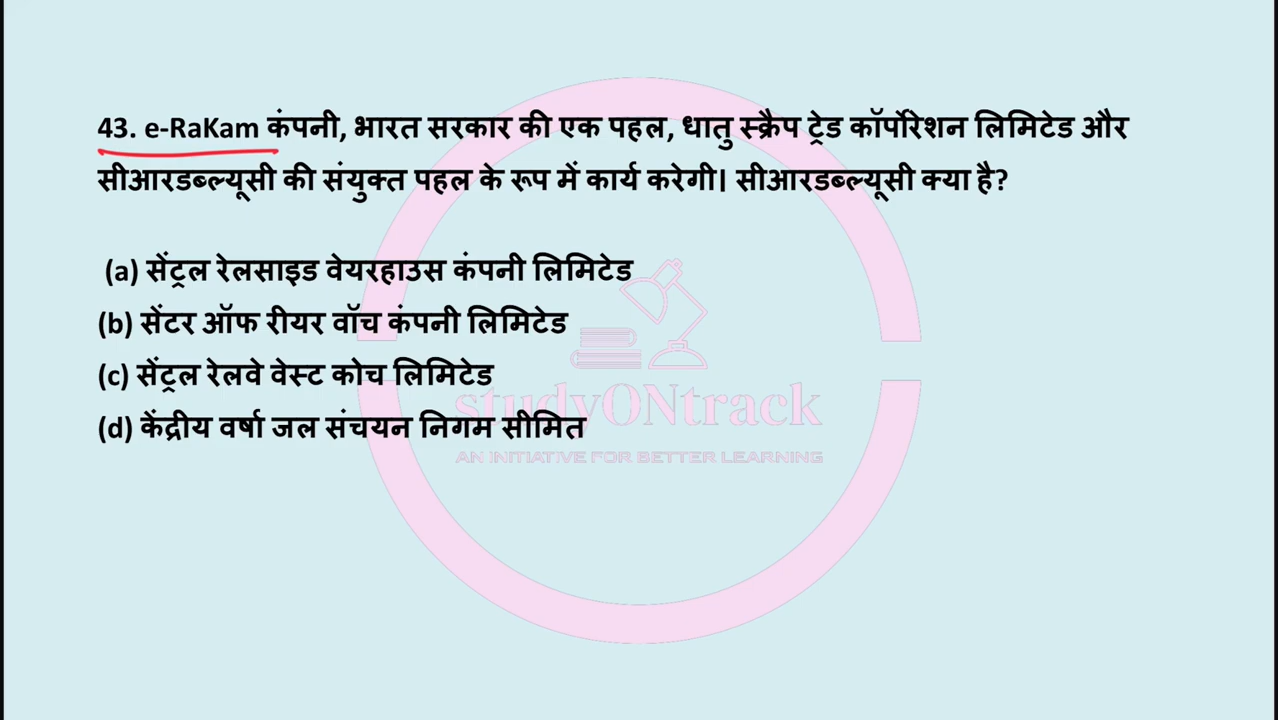 43. e-RaKam कंपनी, भारत सरकार की एक पहल, धातु स्क्रैप ट्रेड कॉर्पोरेशन लिमिटेड और
सीआरडब्ल्यूसी की संयुक्त पहल के रूप में कार्य करेगी। सीआरडब्ल्यूसी क्या है?
(a) सेंट्रल रेलसाइड वेयरहाउस कंपनी लिमिटेड
(b) सेंटर ऑफ रीयर वॉच कंपनी लिमिटेड
(c) सेंट्रल रेलवे वेस्ट कोच लिमिटेड
(d) केंद्रीय वर्षा जल संचयन निगम सीमित
studyONtrack
AN INITIATIVE FOR BETTER LEARNING